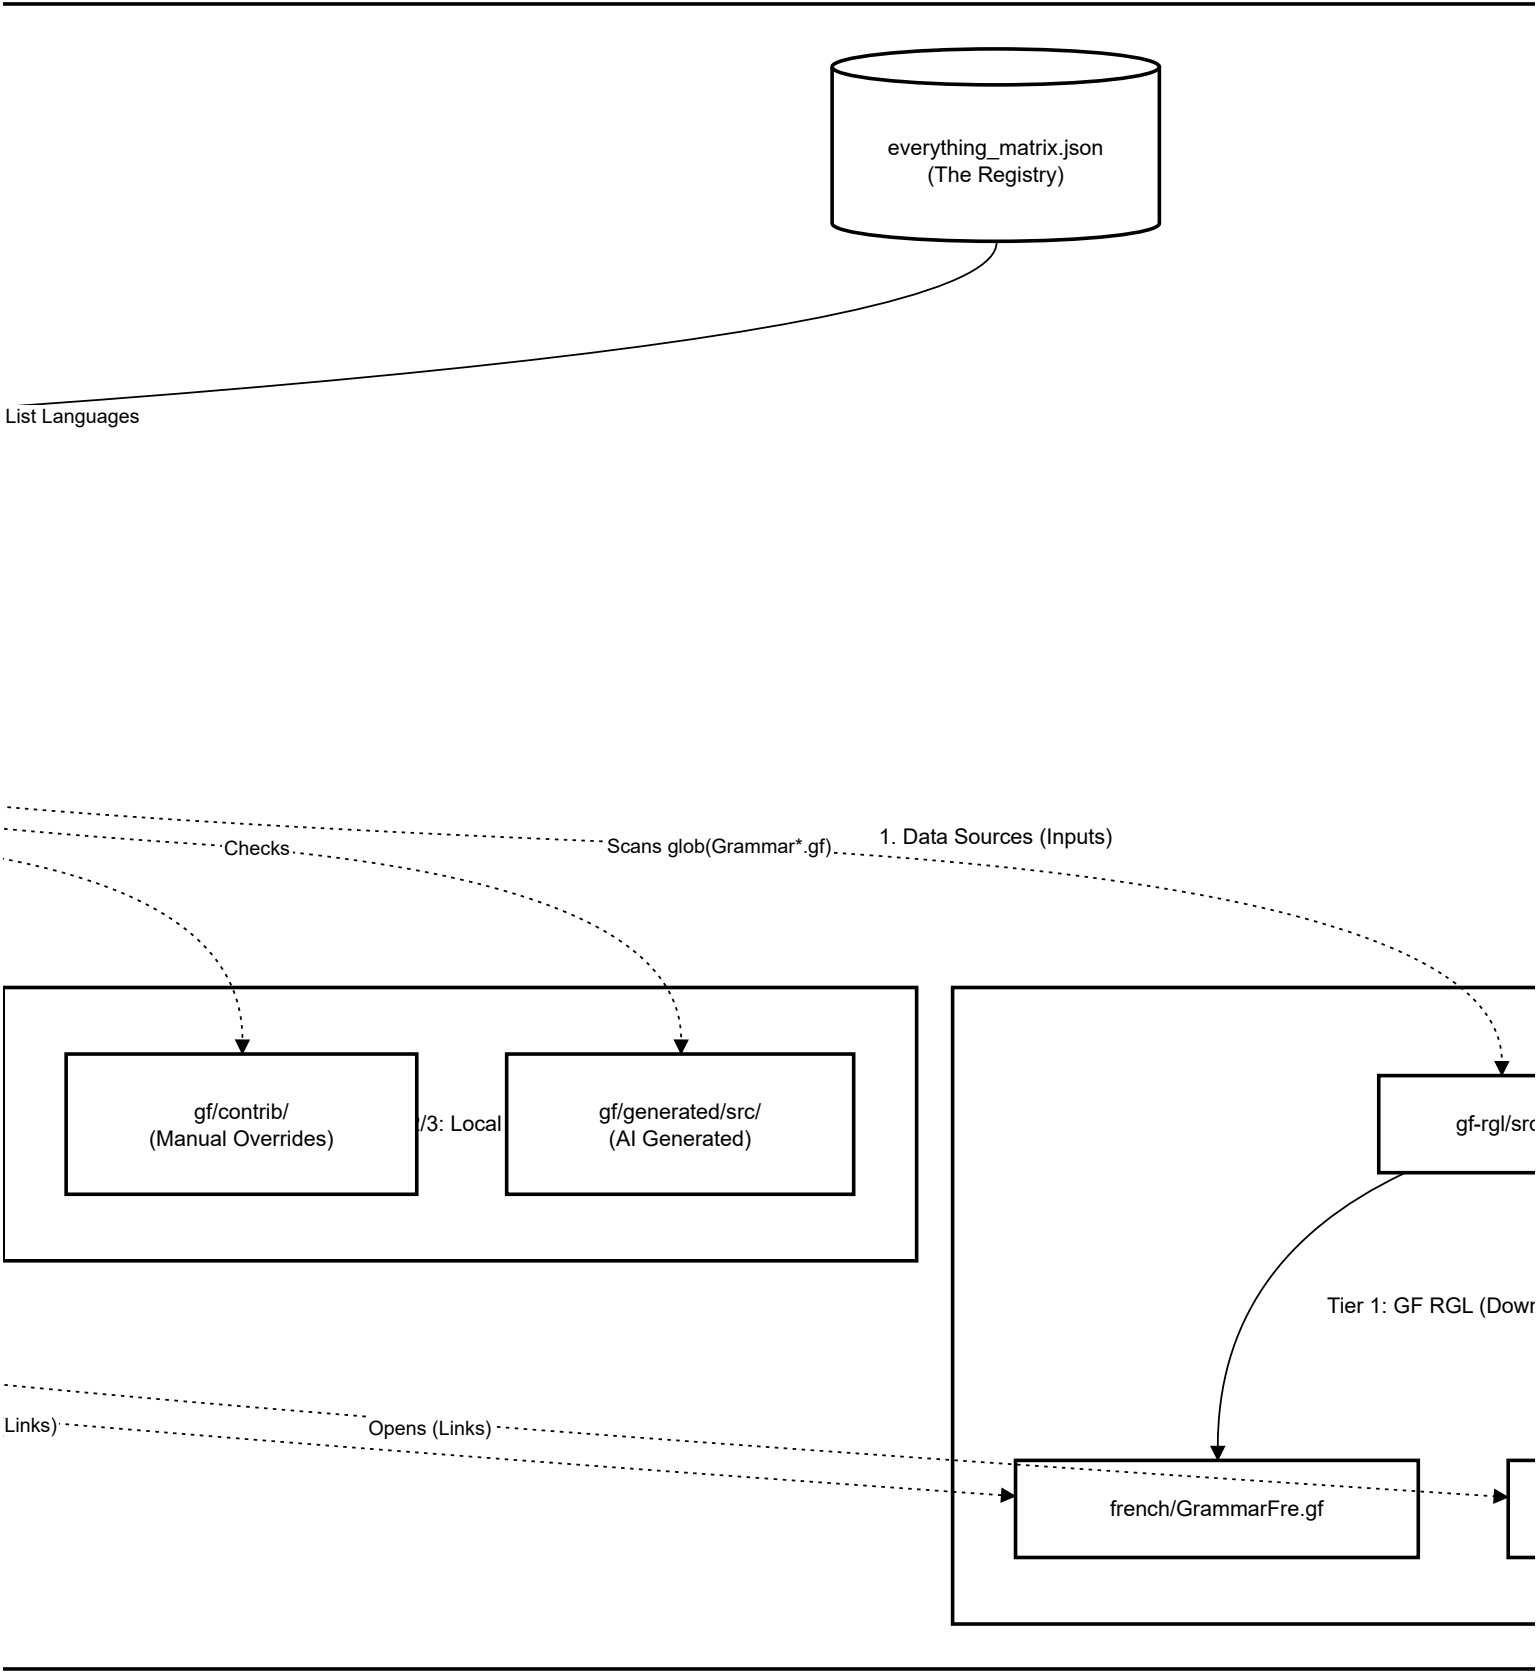 everything_matrix.json
(The Registry)
List Languages
1. Data Sources (Inputs)
Checks
Scans glob(Grammar*.gf)
gf/contrib/
(Manual Overrides)
/3: Local
gf/generated/src/
(AI Generated)
gf-rgl/src
Tier 1: GF RGL (Down
Links)
Opens (Links)
french/GrammarFre.gf